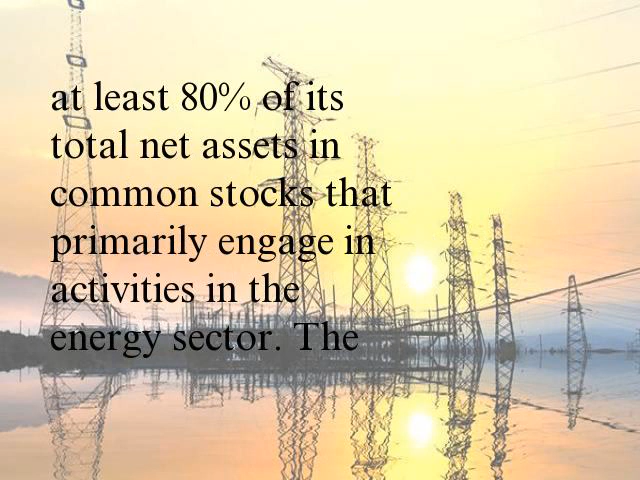 at least 80% of its
total net assets in
common stocks that
primarily engage in
activities in the
energy sector. The